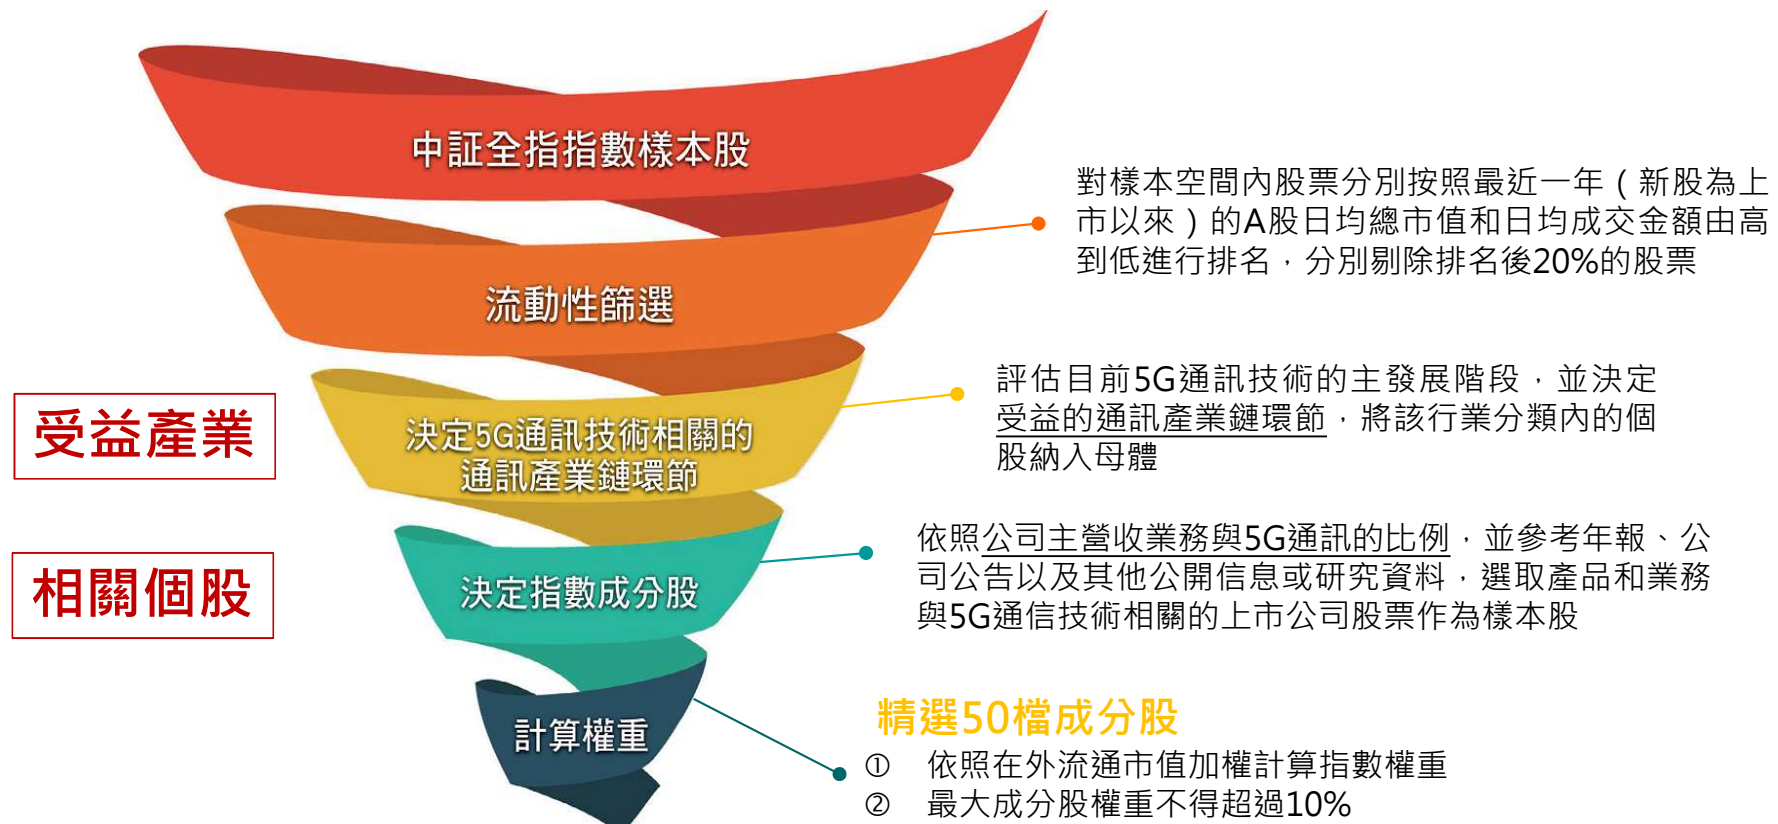 中証全指指數樣本股
對樣本空間內股票分別按照最近一年（新股為上
市以來）的A股日均總市值和日均成交金額由高
到低進行排名，分別剔除排名後20%的股票
流動性篩選
評估目前5G通訊技術的主發展階段，並決定
受益的通訊產業鏈環節，將該行業分類內的個
股納入母體
受益產業
決定5G通訊技術相關的
通訊產業鏈環節
依照公司主營收業務與5G通訊的比例，並參考年報、公
司公告以及其他公開信息或研究資料，選取產品和業務
與5G通信技術相關的上市公司股票作為樣本股
相關個股
決定指數成分股
計算權重
精選50檔成分股
① 依照在外流通市值加權計算指數權重
② 最大成分股權重不得超過10%